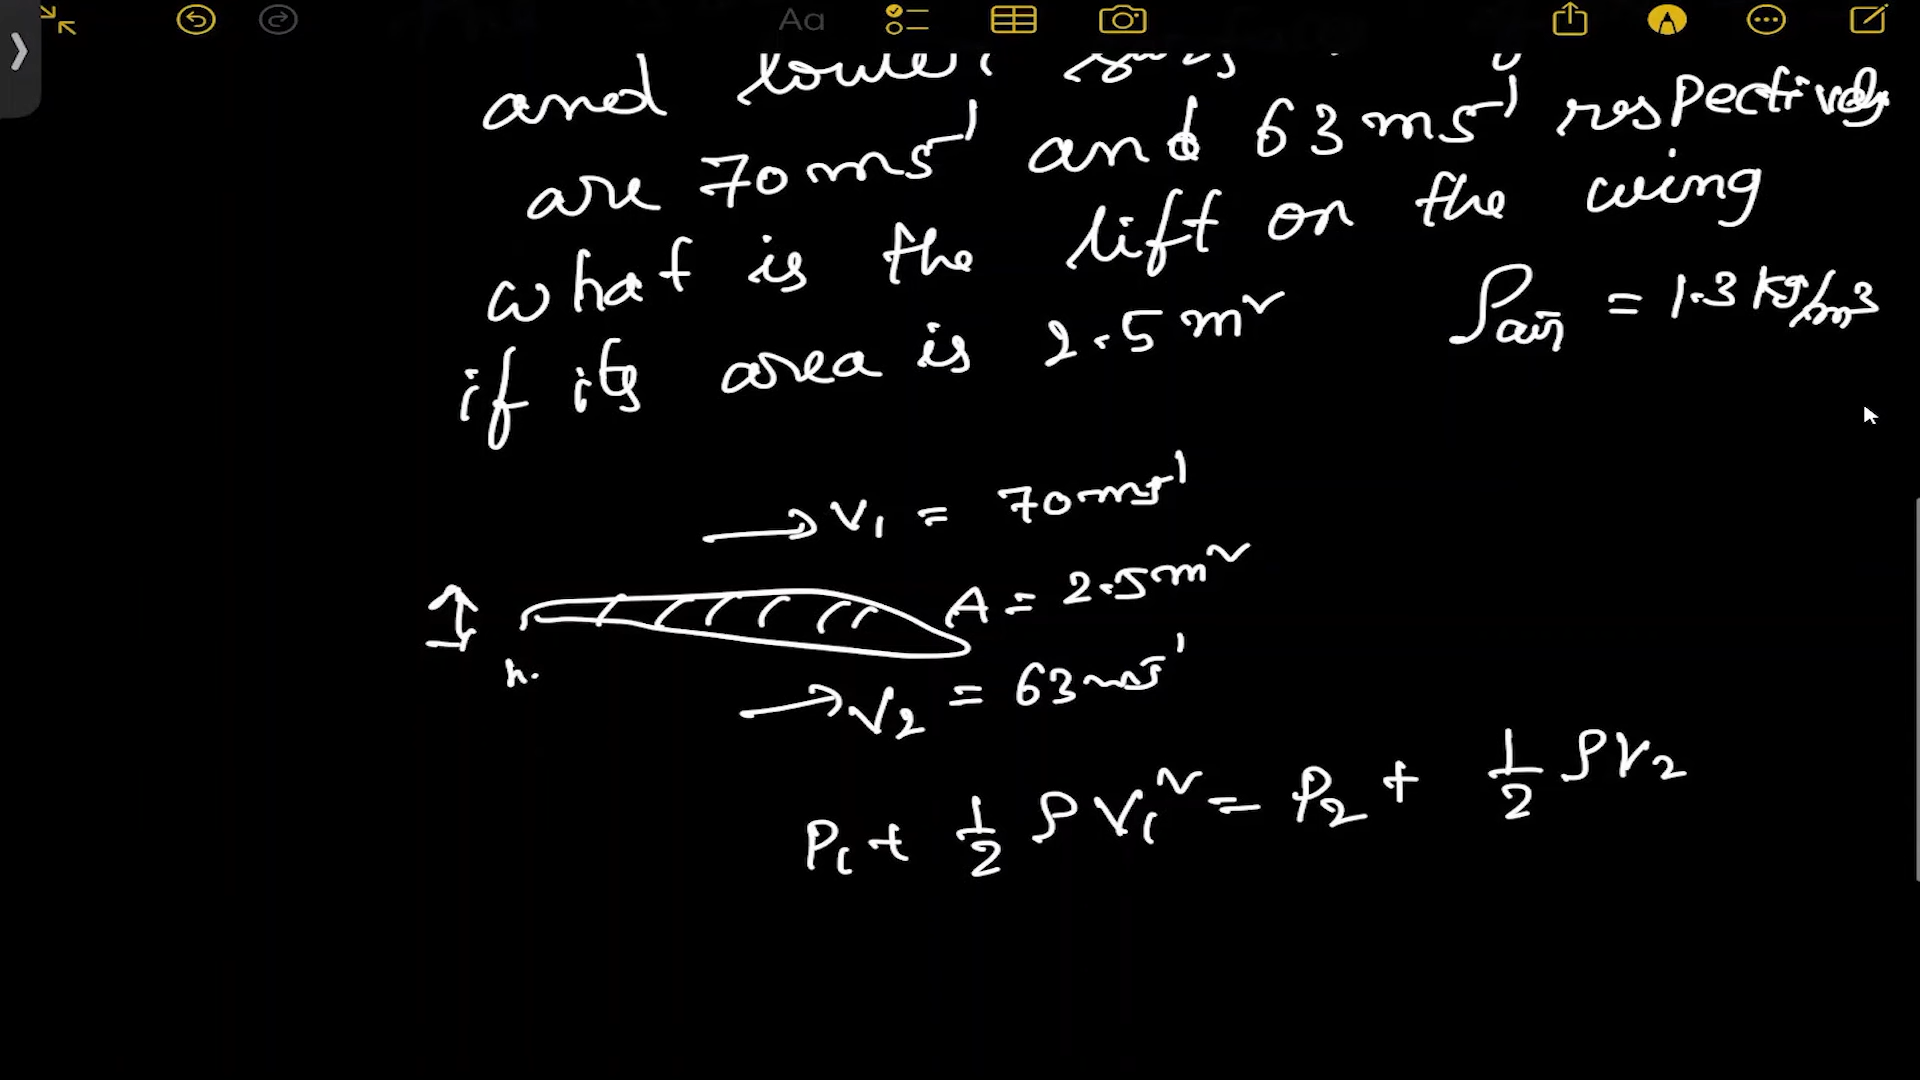 Aa
and lower
are 70 ms⁻¹ and 63 ms⁻¹ respectively
what is the lift on the wing
if its area is 2.5 m²
ρair = 1.3 kg/m³
→ V₁ = 70 ms⁻¹
A = 2.5 m²
h.
→ V₂ = 63 ms⁻¹
P₁ + 1/2 ρ V₁² = P₂ + 1/2 ρ V₂